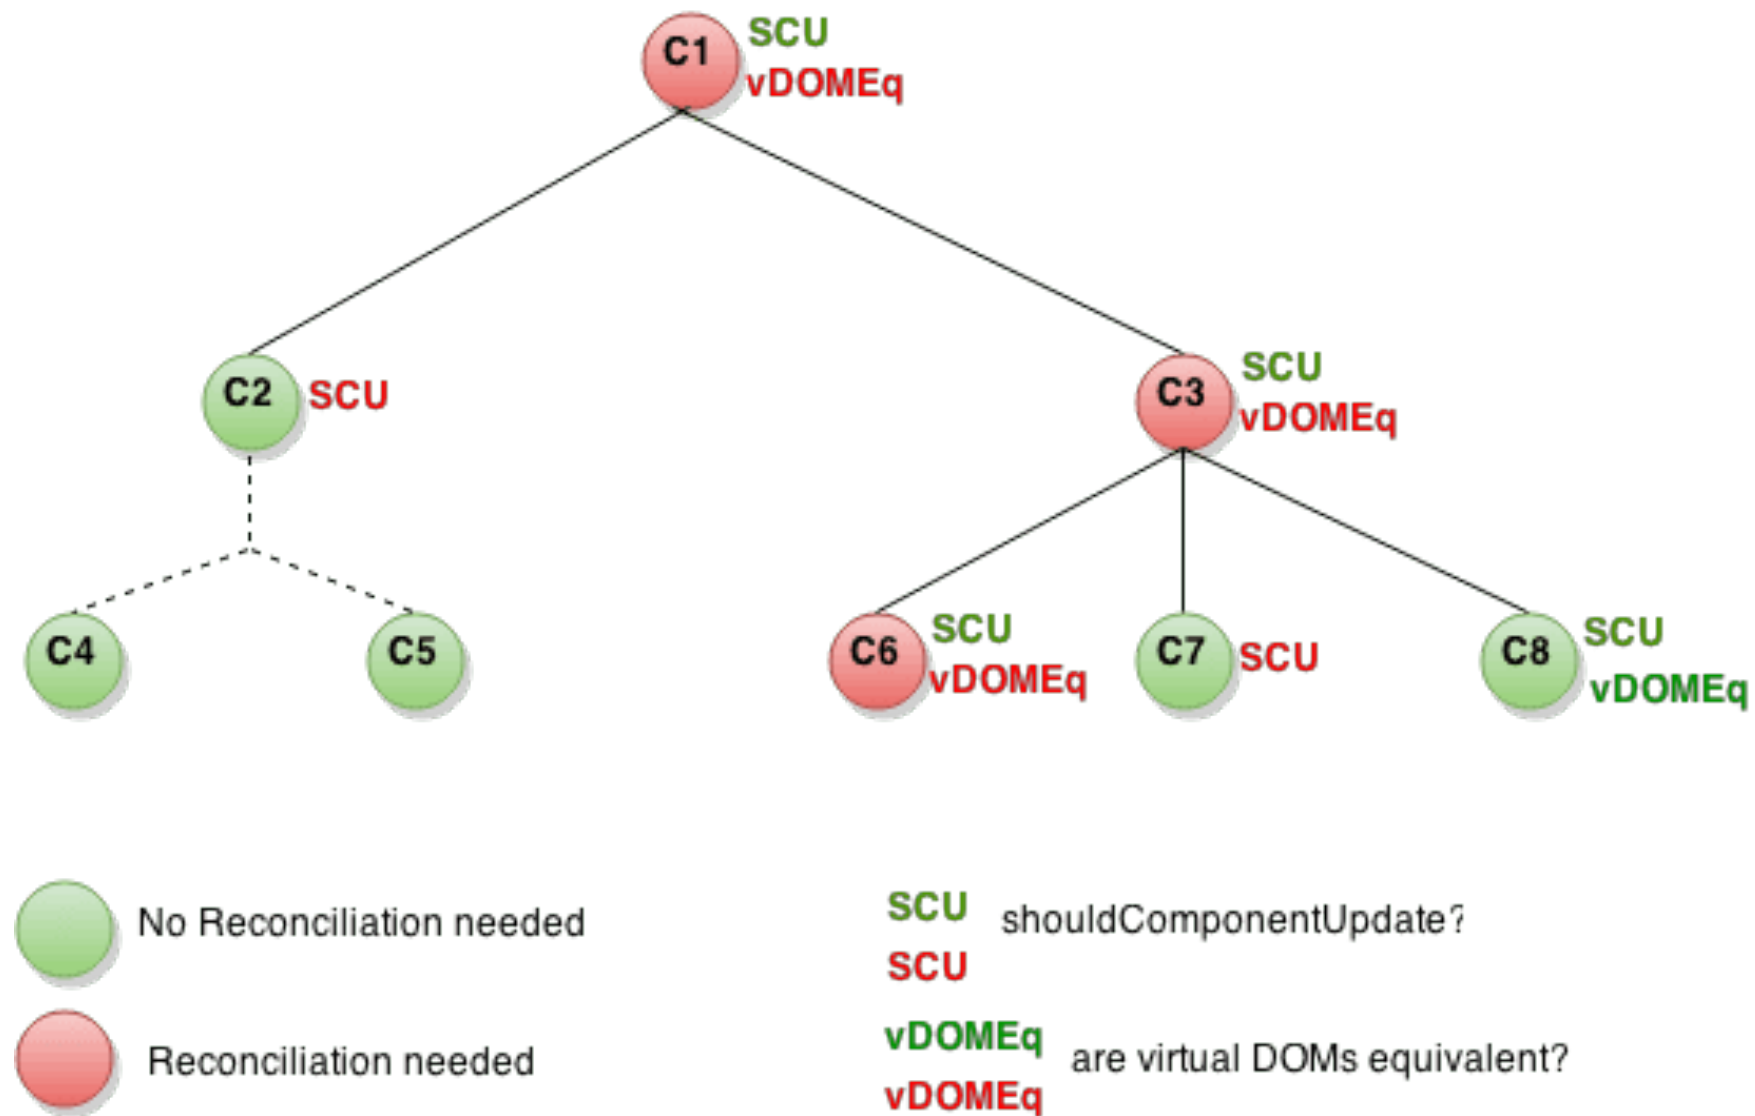 C1 SCU
vDOMEq
C2 SCU
C3 SCU
vDOMEq
C4
C5
C6 SCU
vDOMEq
C7 SCU
C8 SCU
vDOMEq
No Reconciliation needed
Reconciliation needed
SCU shouldComponentUpdate?
SCU
vDOMEq are virtual DOMs equivalent?
vDOMEq